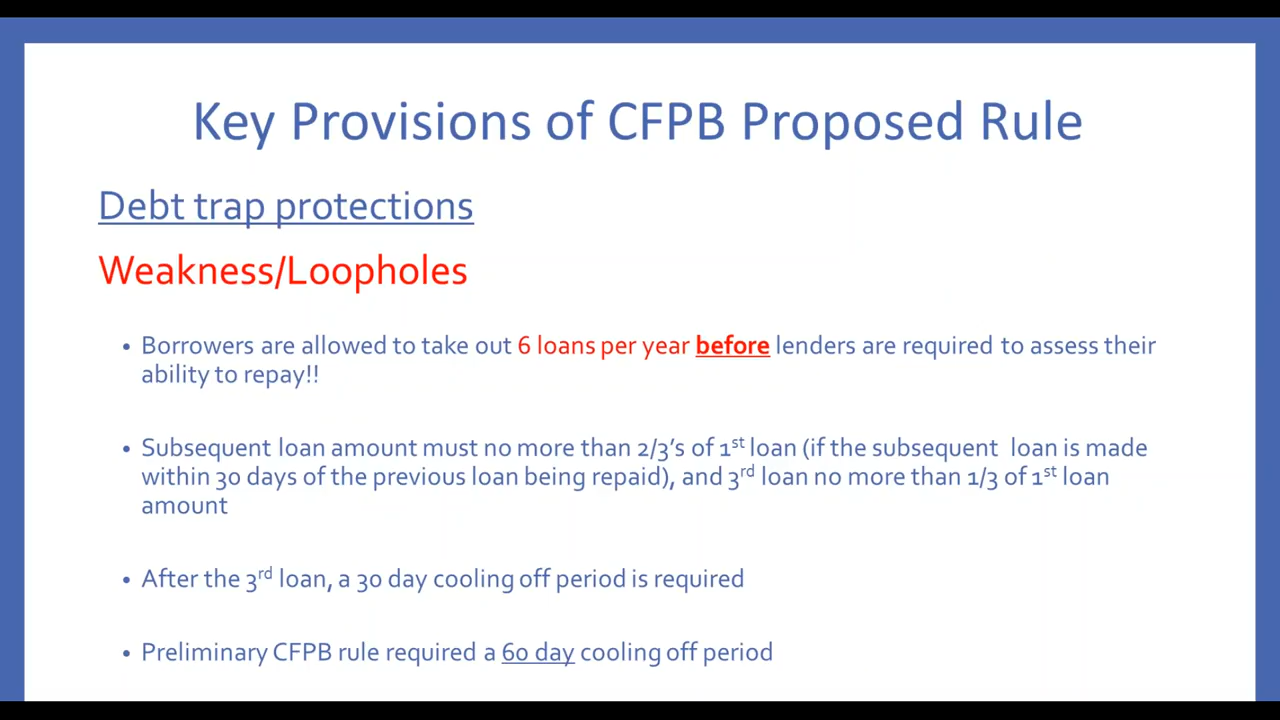 Key Provisions of CFPB Proposed Rule
Debt trap protections
Weakness/Loopholes
• Borrowers are allowed to take out 6 loans per year before lenders are required to assess their
ability to repay!!
• Subsequent loan amount must no more than 2/3's of 1st loan (if the subsequent loan is made
within 30 days of the previous loan being repaid), and 3rd loan no more than 1/3 of 1st loan
amount
• After the 3rd loan, a 30 day cooling off period is required
• Preliminary CFPB rule required a 60 day cooling off period